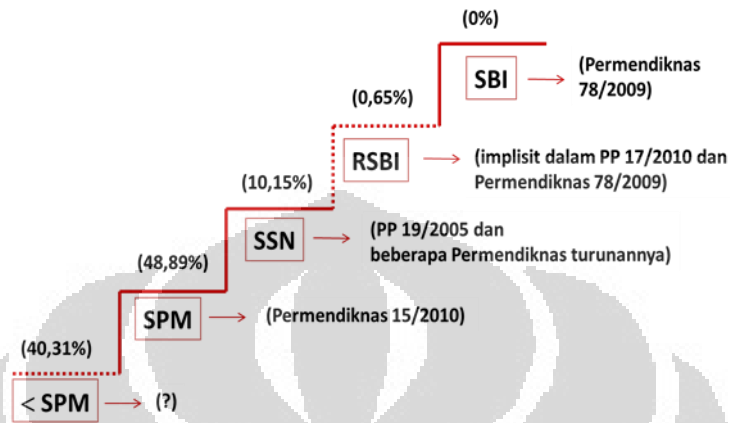 (0%)
SBI
(Permendiknas
78/2009)
(0,65%)
RSBI
(implisit dalam PP 17/2010 dan
Permendiknas 78/2009)
(10,15%)
SSN
(PP 19/2005 dan
beberapa Permendiknas turunannya)
(48,89%)
SPM
(Permendiknas 15/2010)
(40,31%)
< SPM
(?)